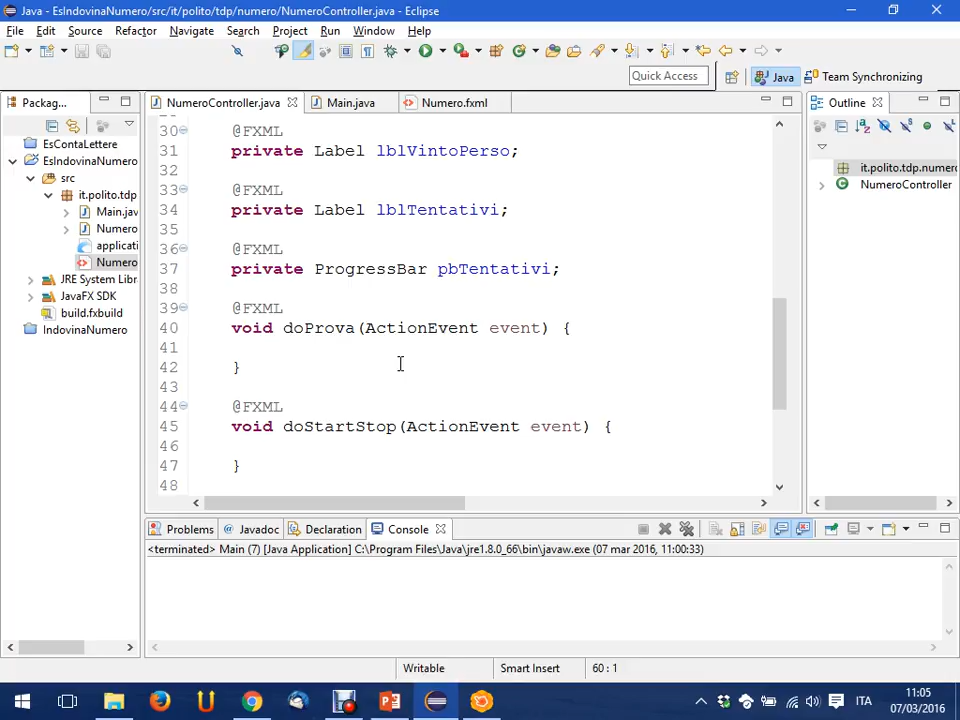 Java - EsIndovinaNumero/src/it/polito/tdp/numero/NumeroController.java - Eclipse
File Edit Source Refactor Navigate Search Project Run Window Help
Quick Access
Java
Team Synchronizing
Packag...
NumeroController.java
Main.java
Numero.fxml
Outline
EsContaLettere
EsIndovinaNumero
src
it.polito.tdp
Main.jav
Numero
applicati
Numero
JRE System Libr
JavaFX SDK
build.fxbuild
IndovinaNumero
30 @FXML
31 private Label lblVintoPerso;
32
33 @FXML
34 private Label lblTentativi;
35
36 @FXML
37 private ProgressBar pbTentativi;
38
39 @FXML
40 void doProva(ActionEvent event) {
41
42 }
43
44 @FXML
45 void doStartStop(ActionEvent event) {
46
47 }
48
it.polito.tdp.numero
NumeroController
Problems @ Javadoc Declaration Console
<terminated> Main (7) [Java Application] C:\Program Files\Java\jre1.8.0_66\bin\javaw.exe (07 mar 2016, 11:00:33)
Writable Smart Insert 60 : 1
ITA
11:05
07/03/2016